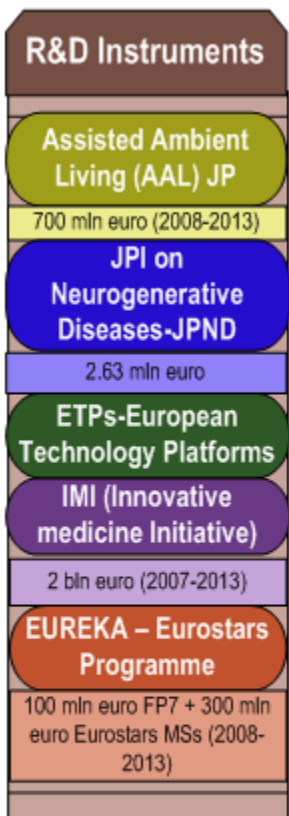 R&D Instruments
Assisted Ambient
Living (AAL) JP
700 mln euro (2008-2013)
JPI on
Neurogenerative
Diseases-JPND
2.63 mln euro
ETPs-European
Technology Platforms
IMI (Innovative
medicine Initiative)
2 bln euro (2007-2013)
EUREKA – Eurostars
Programme
100 mln euro FP7 + 300 mln
euro Eurostars MSs (2008-
2013)